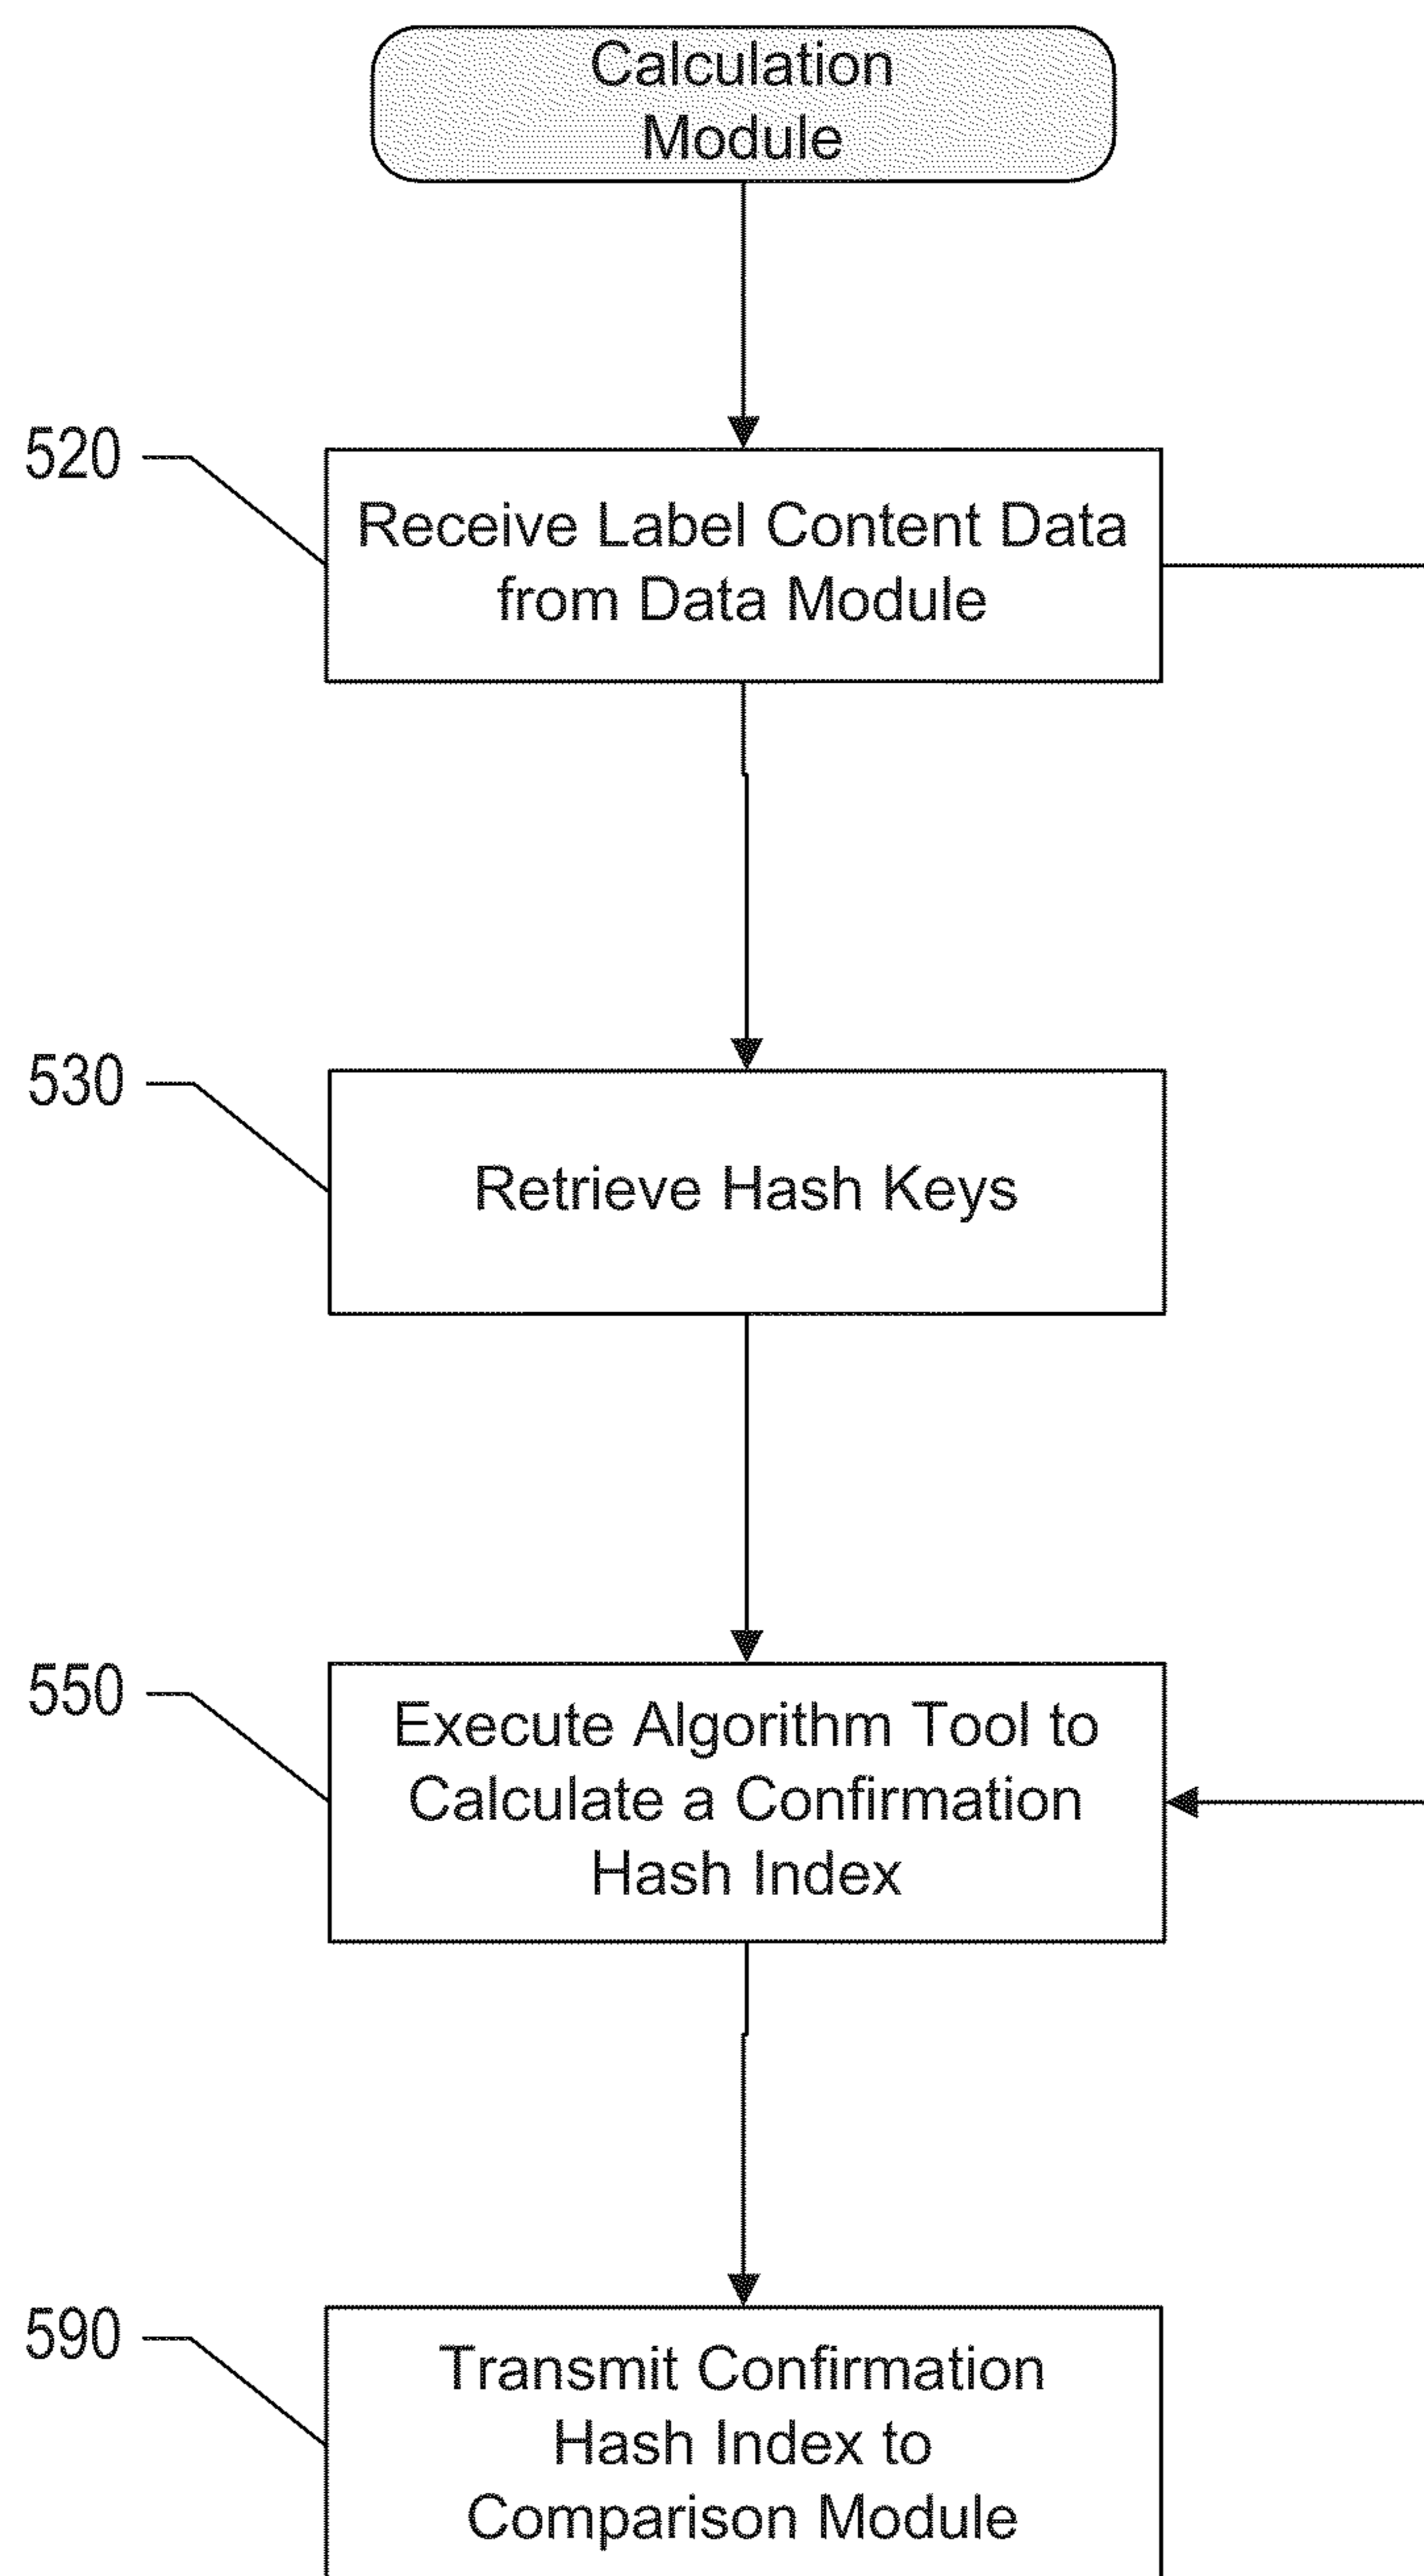 Calculation
Module
520
Receive Label Content Data
from Data Module
530
Retrieve Hash Keys
550
Execute Algorithm Tool to
Calculate a Confirmation
Hash Index
590
Transmit Confirmation
Hash Index to
Comparison Module